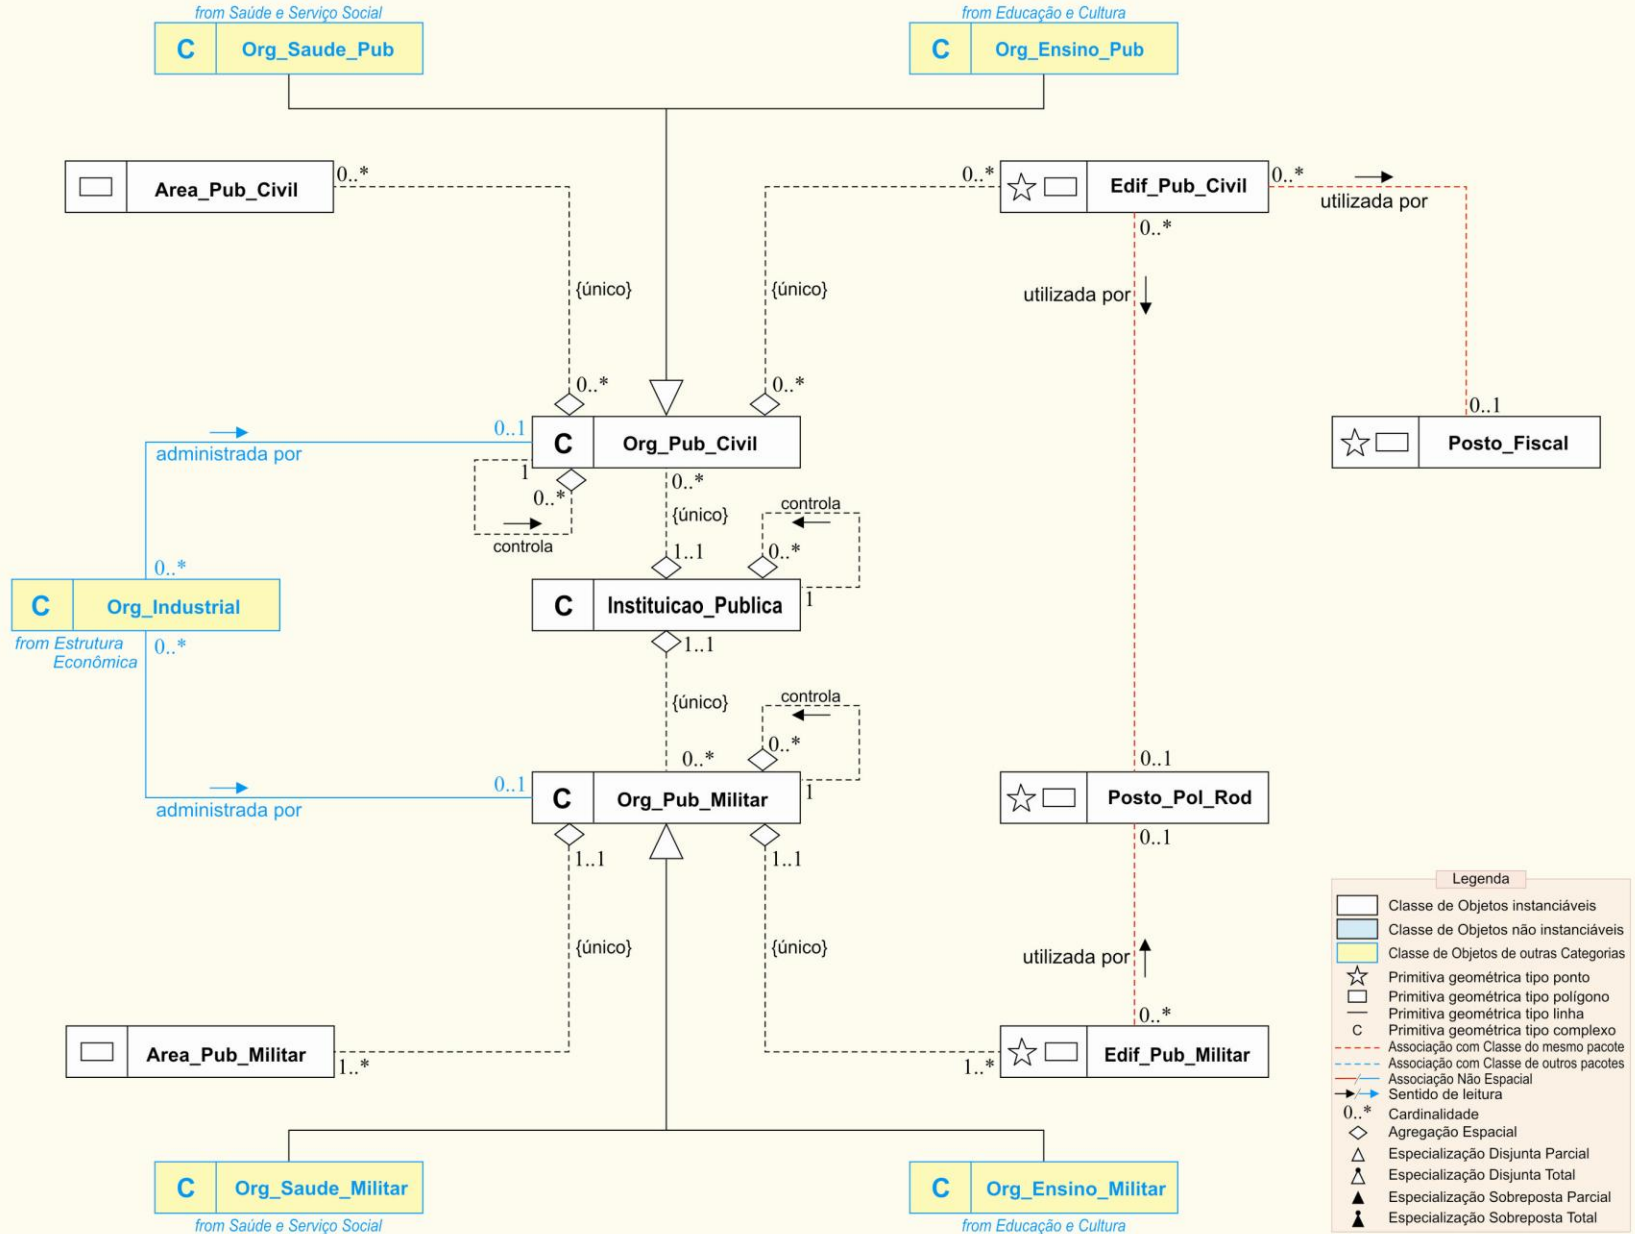 from Saúde e Serviço Social
from Educação e Cultura
C Org_Saude_Pub
C Org_Ensino_Pub
Area_Pub_Civil
0..*
0..*
Edif_Pub_Civil
0..*
utilizada por
0..*
{único}
{único}
utilizada por
0..*
0..*
0..1
administrada por
0..1
C Org_Pub_Civil
Posto_Fiscal
1
0..*
controla
0..*
{único}
controla
1..1
0..*
0..*
C Org_Industrial
C Instituicao_Publica
1
from Estrutura
Econômica
0..*
1..1
{único}
controla
0..*
0..*
0..1
administrada por
0..1
C Org_Pub_Militar
1
Posto_Pol_Rod
1..1
1..1
0..1
{único}
{único}
utilizada por
0..*
Area_Pub_Militar
1..*
1..*
Edif_Pub_Militar
C Org_Saude_Militar
C Org_Ensino_Militar
from Saúde e Serviço Social
from Educação e Cultura
Legenda
Classe de Objetos instanciáveis
Classe de Objetos não instanciáveis
Classe de Objetos de outras Categorias
Primitiva geométrica tipo ponto
Primitiva geométrica tipo polígono
Primitiva geométrica tipo linha
C Primitiva geométrica tipo complexo
Associação com Classe do mesmo pacote
Associação com Classe de outros pacotes
Associação Não Espacial
Sentido de leitura
0..* Cardinalidade
Agregação Espacial
Especialização Disjunta Parcial
Especialização Disjunta Total
Especialização Sobreposta Parcial
Especialização Sobreposta Total